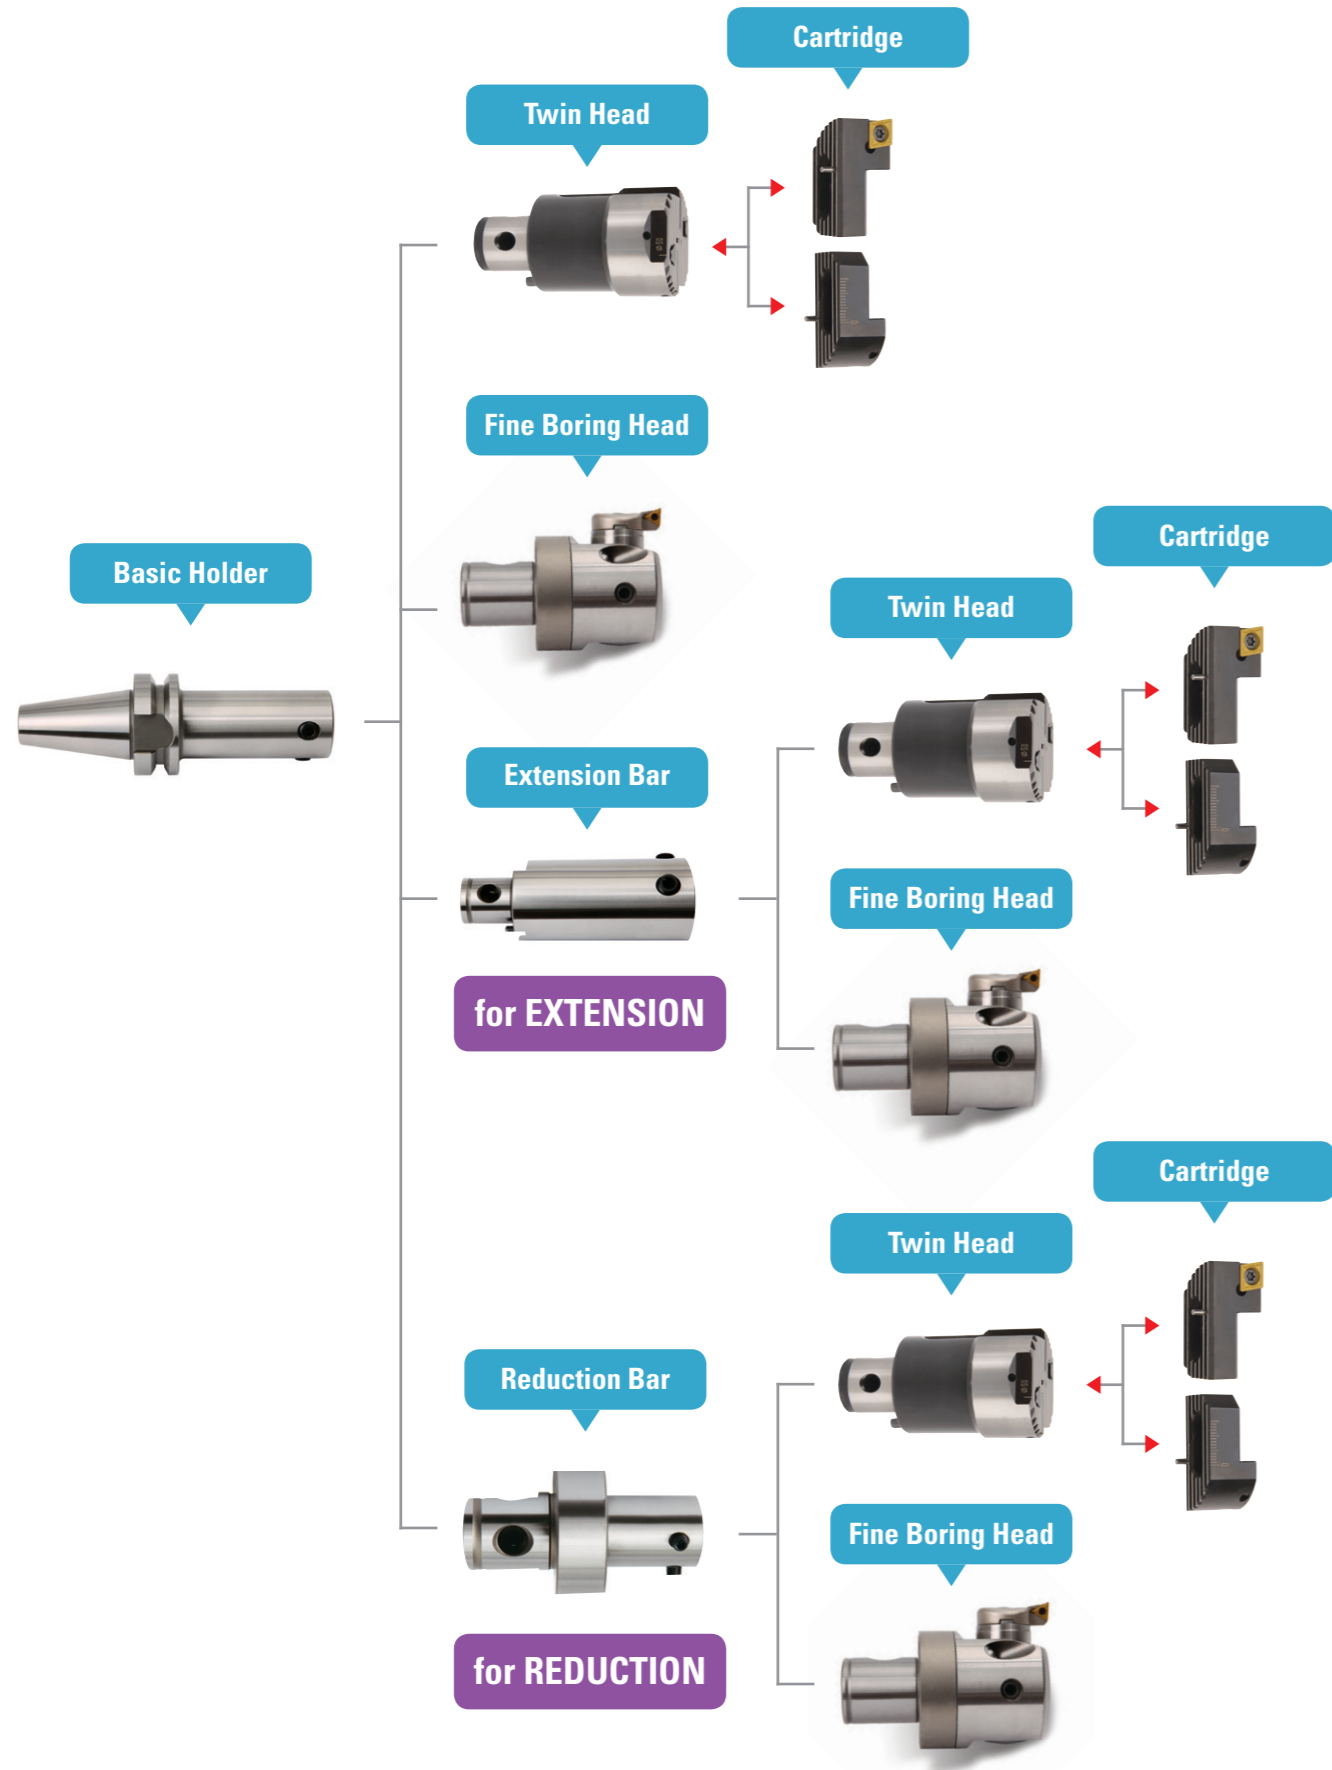 Cartridge
Twin Head
Fine Boring Head
Basic Holder
Cartridge
Twin Head
Extension Bar
Fine Boring Head
for EXTENSION
Cartridge
Twin Head
Reduction Bar
Fine Boring Head
for REDUCTION